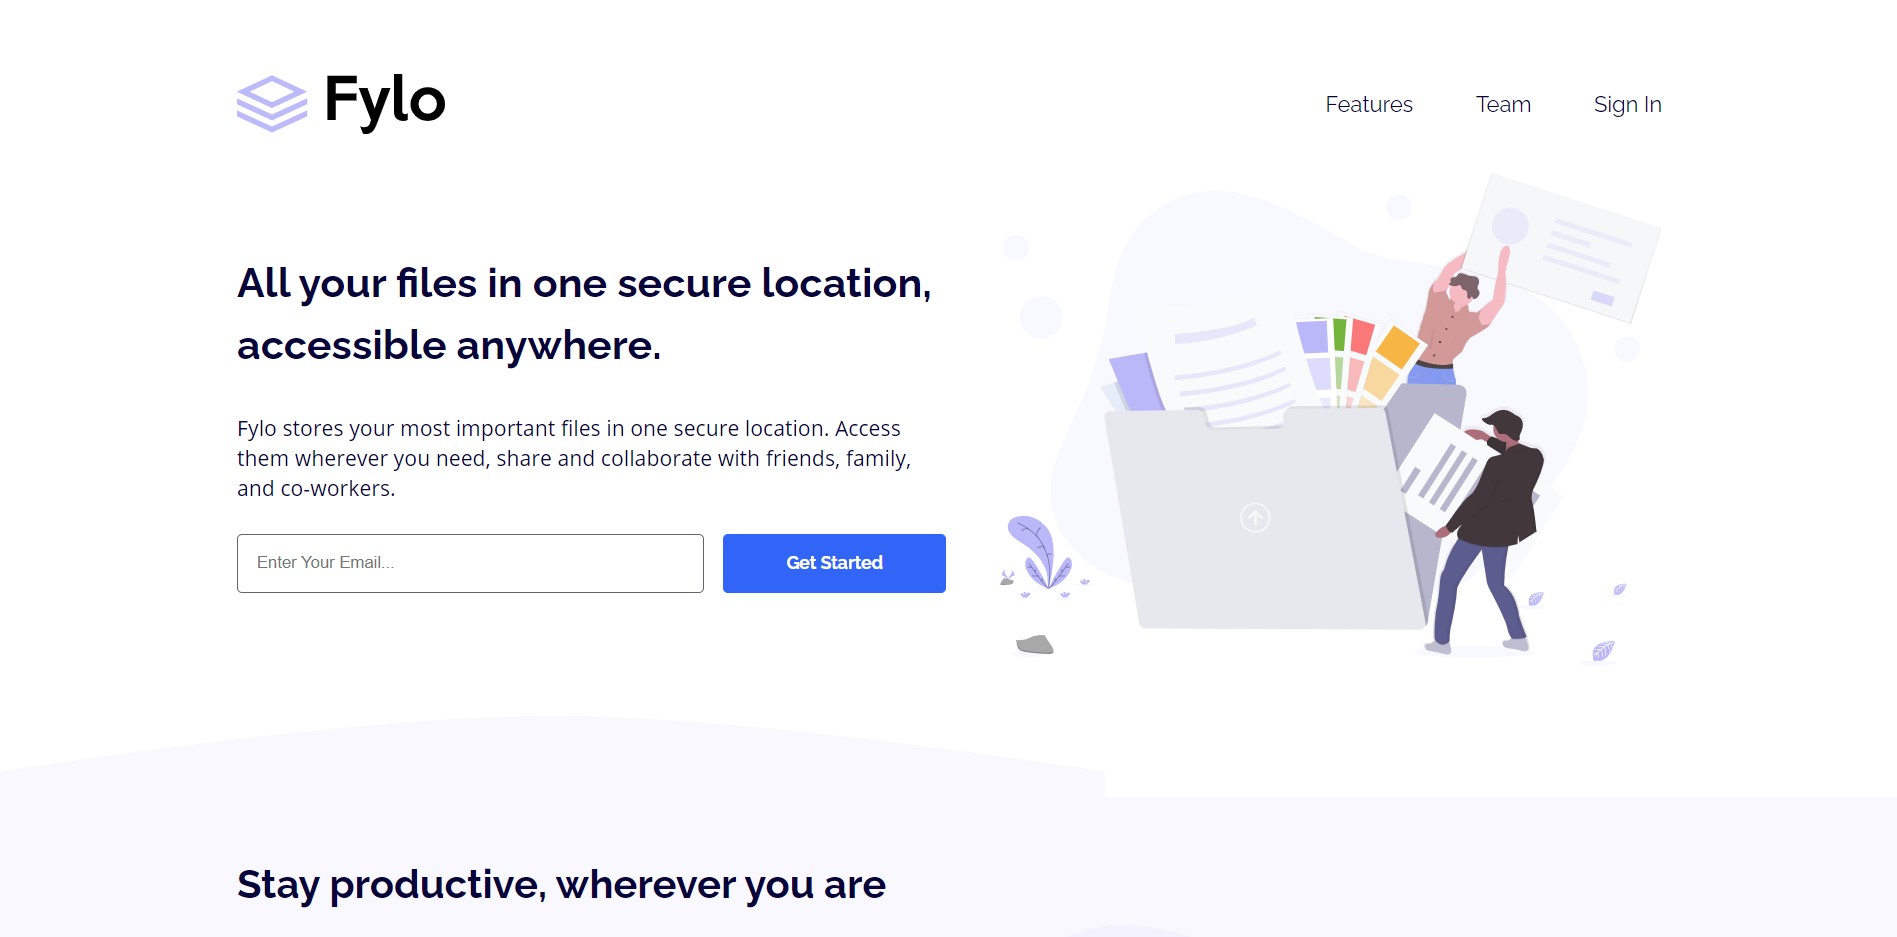 Fylo
Features
Team
Sign In
All your files in one secure location,
accessible anywhere.
Fylo stores your most important files in one secure location. Access
them wherever you need, share and collaborate with friends, family,
and co-workers.
Enter Your Email...
Get Started
Stay productive, wherever you are